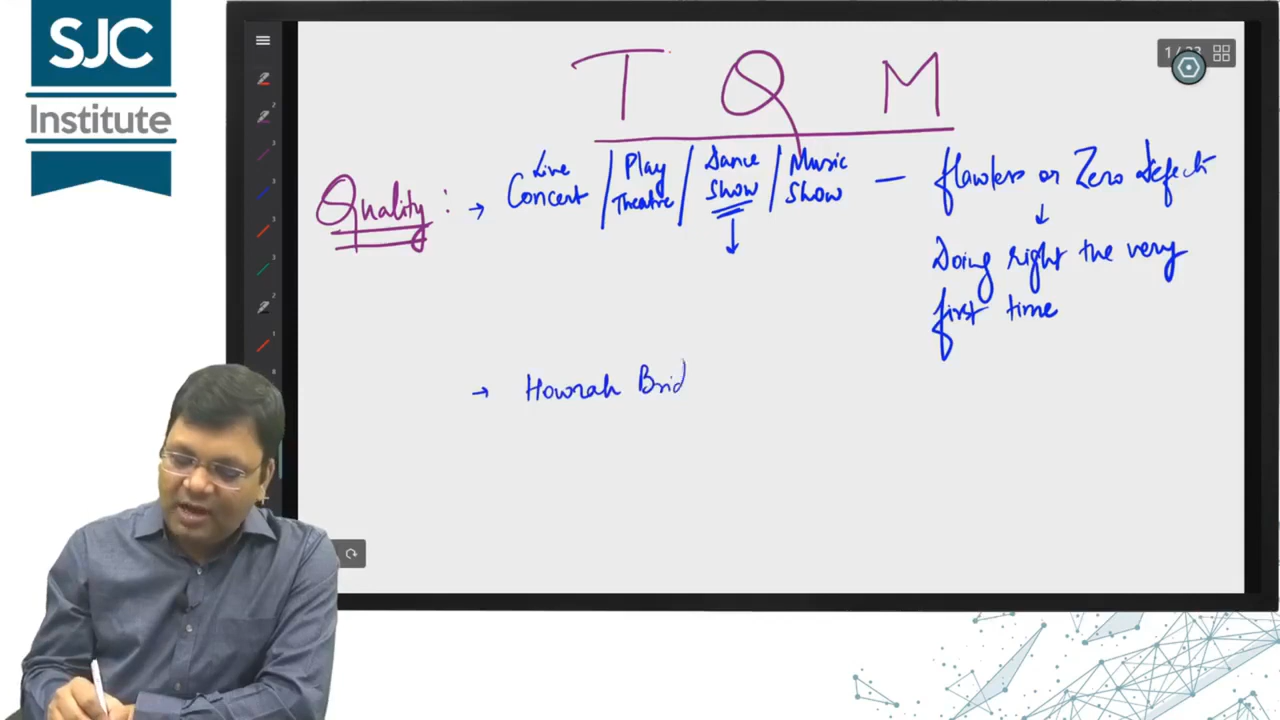 SJC
Institute
T Q M
Quality : → Live Concert / Play Theatre / Dance Show / Music Show — flawless or Zero Defect
↓
Doing right the very
first time
→ Howrah Brid